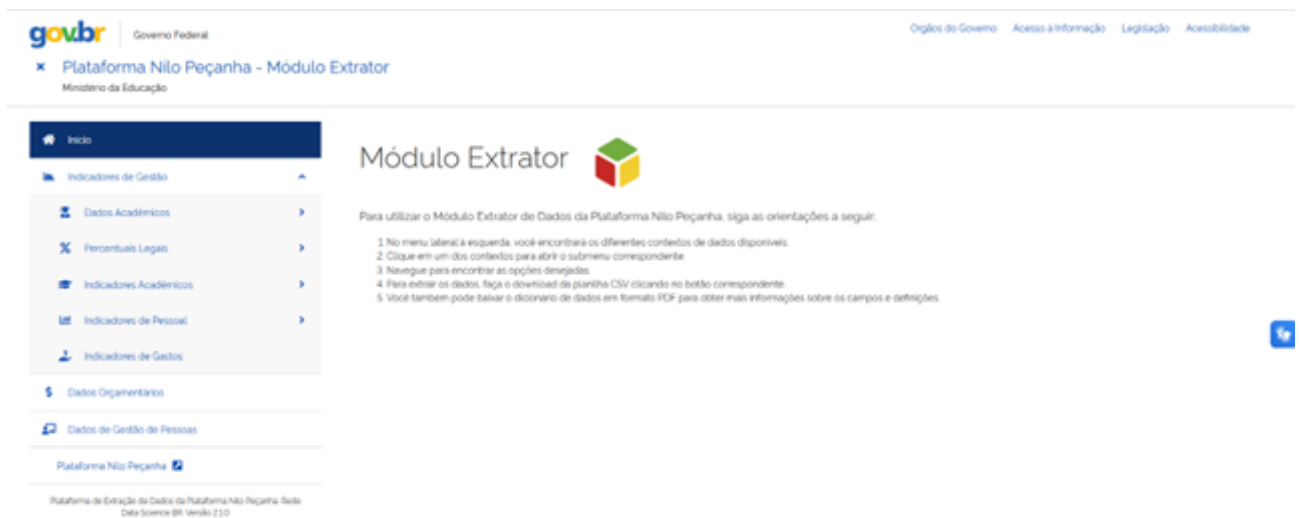 gov.br Governo Federal
Orgãos do Governo Acesso à Informação Legislação Acessibilidade
Plataforma Nilo Peçanha - Módulo Extrator
Ministério da Educação
Início
Indicadores de Gestão
Dados Acadêmicos
Percentuais Legais
Indicadores Acadêmicos
Indicadores de Pessoal
Indicadores de Gastos
Dados Orçamentários
Dados de Gestão de Pessoas
Plataforma Nilo Peçanha
Plataforma de Extração de Dados da Plataforma Nilo Peçanha. Rede
Data Science BR. Versão 2.1.0
Módulo Extrator
Para utilizar o Módulo Extrator de Dados da Plataforma Nilo Peçanha, siga as orientações a seguir:
1. No menu lateral à esquerda, você encontrará os diferentes contextos de dados disponíveis.
2. Clique em um dos contextos para abrir o submenu correspondente.
3. Navegue para encontrar as opções desejadas.
4. Para extrair os dados, faça o download da planilha CSV clicando no botão correspondente.
5. Você também pode baixar o dicionário de dados em formato PDF para obter mais informações sobre os campos e definições.